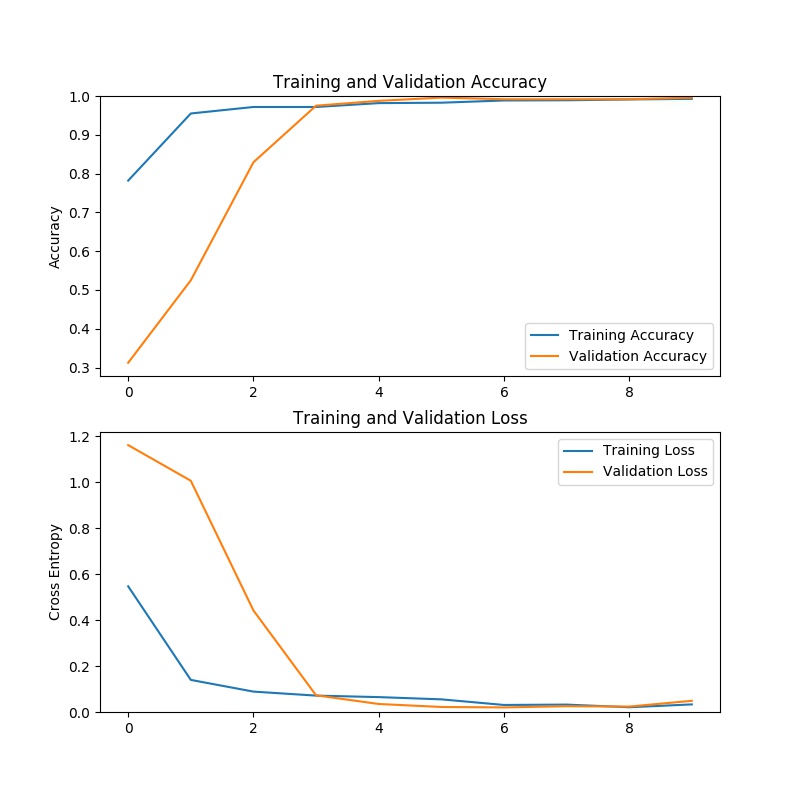 Training and Validation Accuracy
1.0
0.9
0.8
0.7
0.6
0.5
0.4
0.3
Accuracy
Training Accuracy
Validation Accuracy
0 2 4 6 8
Training and Validation Loss
1.2
1.0
0.8
0.6
0.4
0.2
0.0
Cross Entropy
Training Loss
Validation Loss
0 2 4 6 8